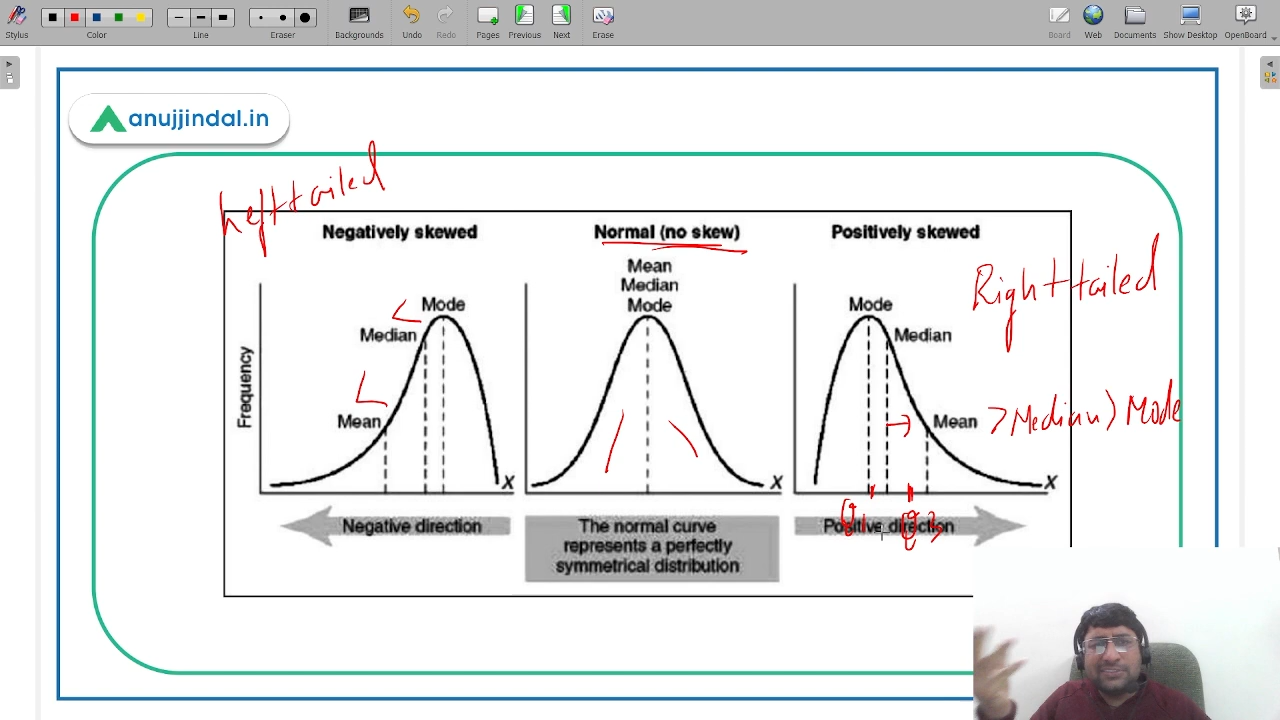 Stylus
Color
Line
Eraser
Backgrounds
Undo
Redo
Pages
Previous
Next
Erase
Board
Web
Documents
Show Desktop
OpenBoard
anujjindal.in
Left tailed
Negatively skewed
Normal (no skew)
Positively skewed
Right tailed
Frequency
< Mode
Median
<
Mean
X
Mean
Median
Mode
X
Mode
Median
Mean > Median > Mode
X
Q1
Q3
Negative direction
The normal curve
represents a perfectly
symmetrical distribution
Positive direction